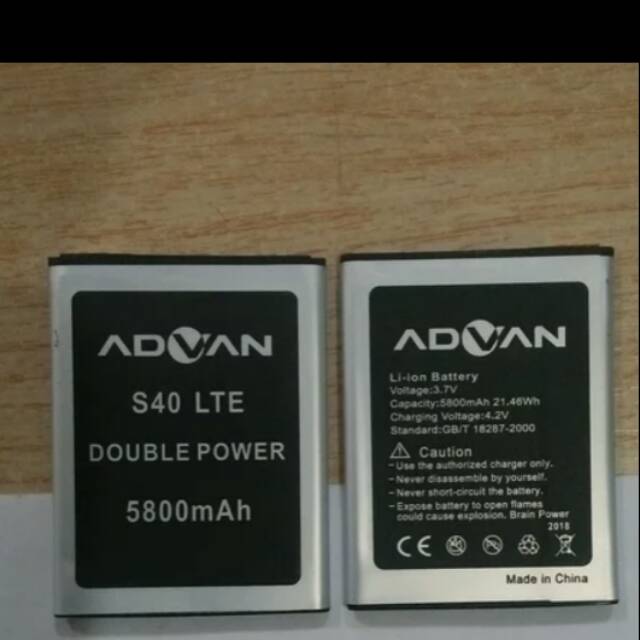 ADVAN
S40 LTE
DOUBLE POWER
5800mAh
ADVAN
Li-ion Battery
Voltage:3.7V
Capacity:5800mAh 21.46Wh
Charging Voltage:4.2V
Standard:GB/T 18287-2000
Caution
-Use the authorized charger only.
-Never disassemble by yourself.
-Never short-circuit the battery.
-Expose battery to open flames
could cause explosion. Brain Power
2018
CE
Made in China